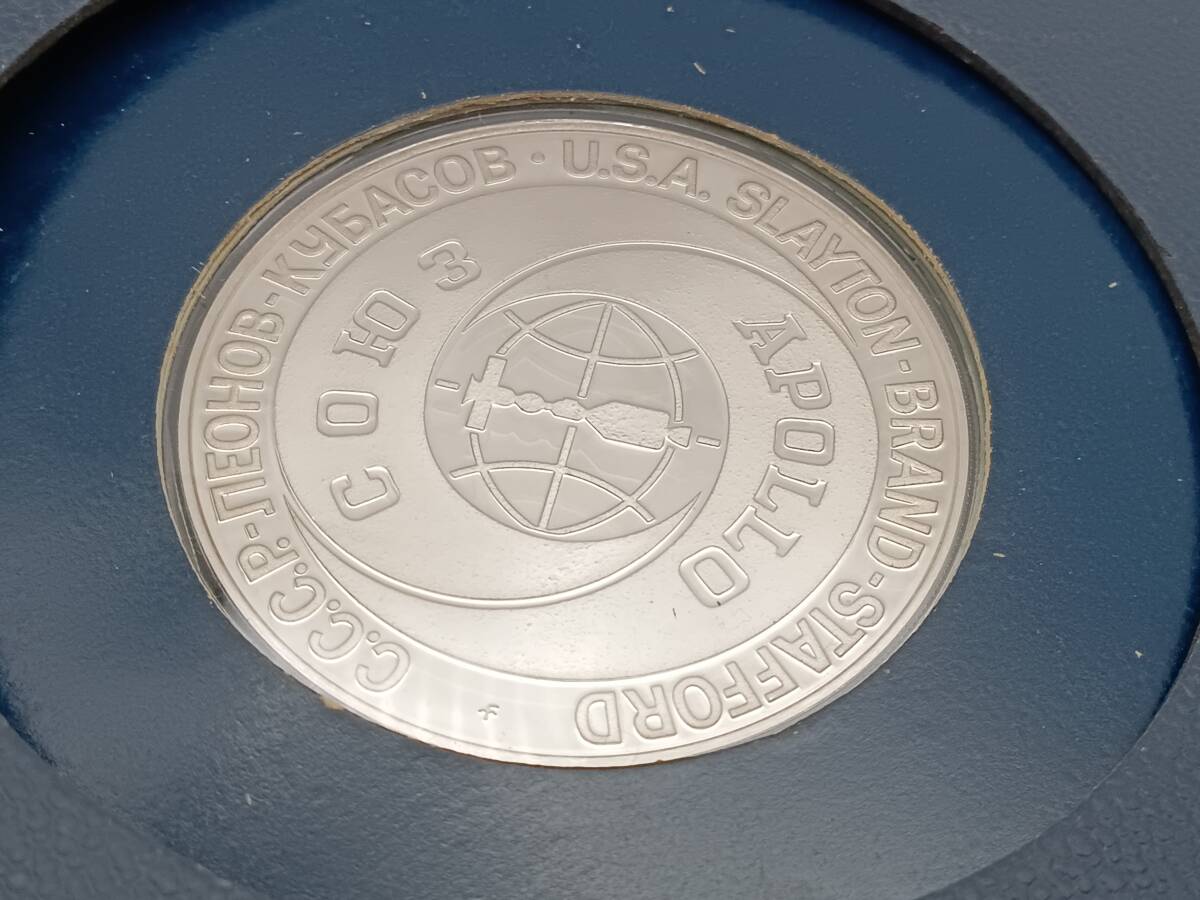 С.С.С.Р.-ЛЕОНОВ-КУБАСОВ · U.S.A. SLAYTON-BRAND-STAFFORD
СОЮЗ
APOLLO